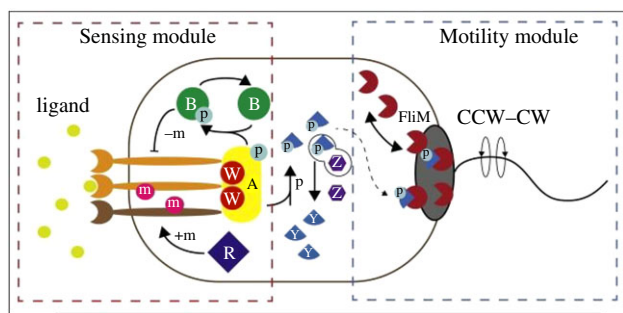 Sensing module
Motility module
ligand
B
B
p
–m
FliM
CCW–CW
p
p
p
p
Z
W
A
m
W
p
Z
m
p
Y
Y
Y
+m
R